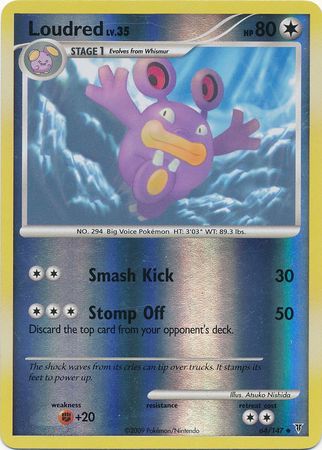 Loudred LV.35
HP 80
STAGE 1 Evolves from Whismur
NO. 294 Big Voice Pokémon HT: 3'03" WT: 89.3 lbs.
Smash Kick 30
Stomp Off 50
Discard the top card from your opponent's deck.
The shock waves from its cries can tip over trucks. It stamps its
feet to power up.
Illus. Atsuko Nishida
weakness resistance retreat cost
+20
©2009 Pokémon/Nintendo 64/147